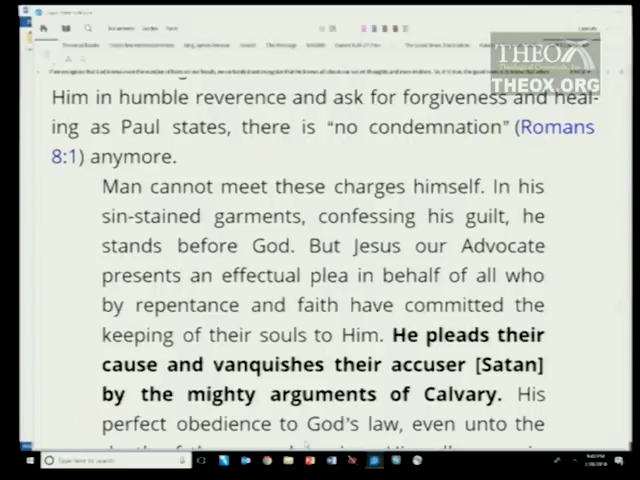 THEOX
THEOX.ORG
Him in humble reverence and ask for forgiveness and heal-
ing as Paul states, there is “no condemnation” (Romans
8:1) anymore.
Man cannot meet these charges himself. In his
sin-stained garments, confessing his guilt, he
stands before God. But Jesus our Advocate
presents an effectual plea in behalf of all who
by repentance and faith have committed the
keeping of their souls to Him. He pleads their
cause and vanquishes their accuser [Satan]
by the mighty arguments of Calvary. His
perfect obedience to God’s law, even unto the
Type here to search